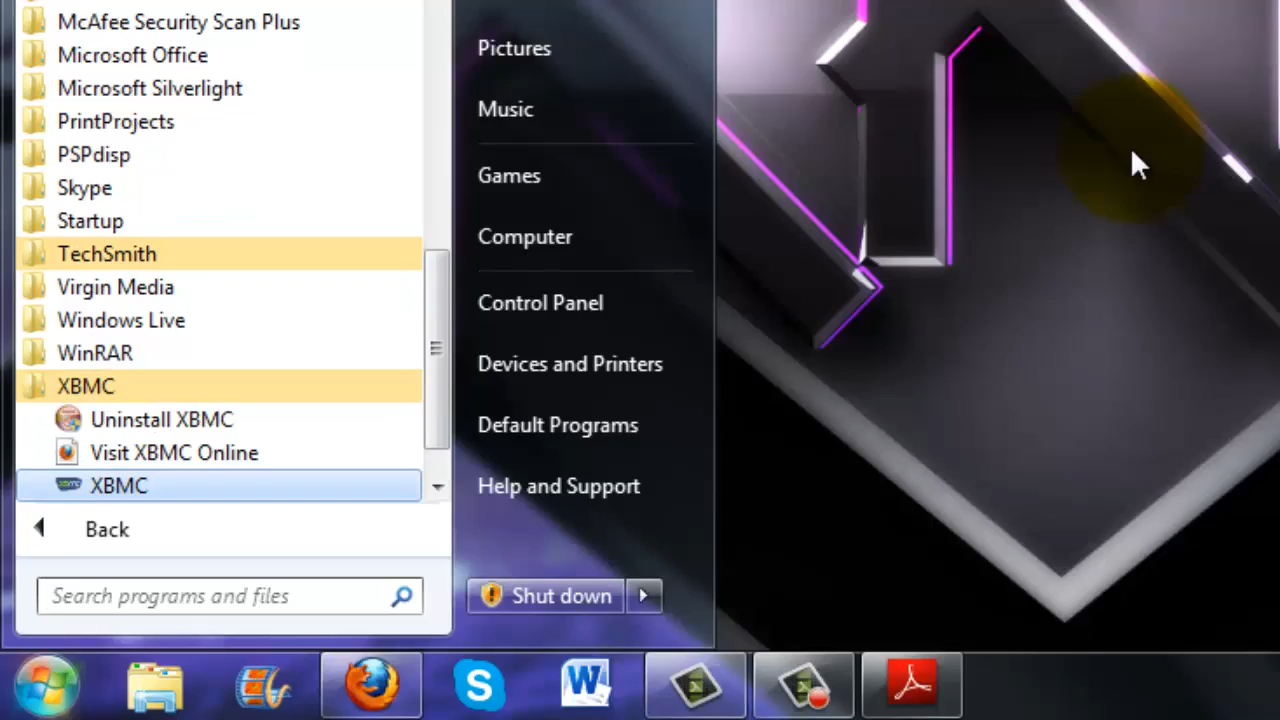 McAfee Security Scan Plus
Microsoft Office
Microsoft Silverlight
PrintProjects
PSPdisp
Skype
Startup
TechSmith
Virgin Media
Windows Live
WinRAR
XBMC
Uninstall XBMC
Visit XBMC Online
XBMC
Back
Search programs and files
Pictures
Music
Games
Computer
Control Panel
Devices and Printers
Default Programs
Help and Support
Shut down